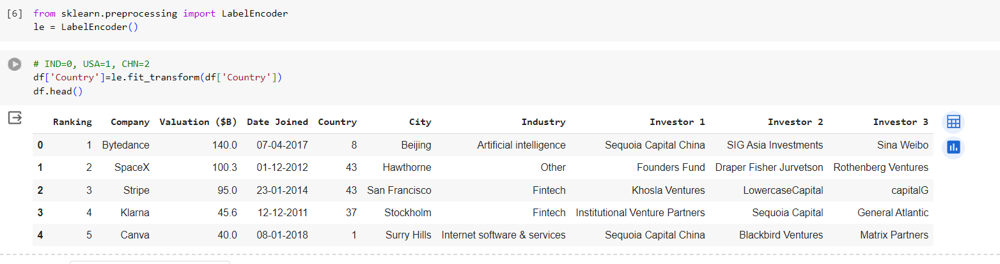 [6] from sklearn.preprocessing import LabelEncoder
le = LabelEncoder()
# IND=0, USA=1, CHN=2
df['Country']=le.fit_transform(df['Country'])
df.head()
Ranking Company Valuation ($B) Date Joined Country City Industry Investor 1 Investor 2 Investor 3
0 1 Bytedance 140.0 07-04-2017 8 Beijing Artificial intelligence Sequoia Capital China SIG Asia Investments Sina Weibo
1 2 SpaceX 100.3 01-12-2012 43 Hawthorne Other Founders Fund Draper Fisher Jurvetson Rothenberg Ventures
2 3 Stripe 95.0 23-01-2014 43 San Francisco Fintech Khosla Ventures LowercaseCapital capitalG
3 4 Klarna 45.6 12-12-2011 37 Stockholm Fintech Institutional Venture Partners Sequoia Capital General Atlantic
4 5 Canva 40.0 08-01-2018 1 Surry Hills Internet software & services Sequoia Capital China Blackbird Ventures Matrix Partners